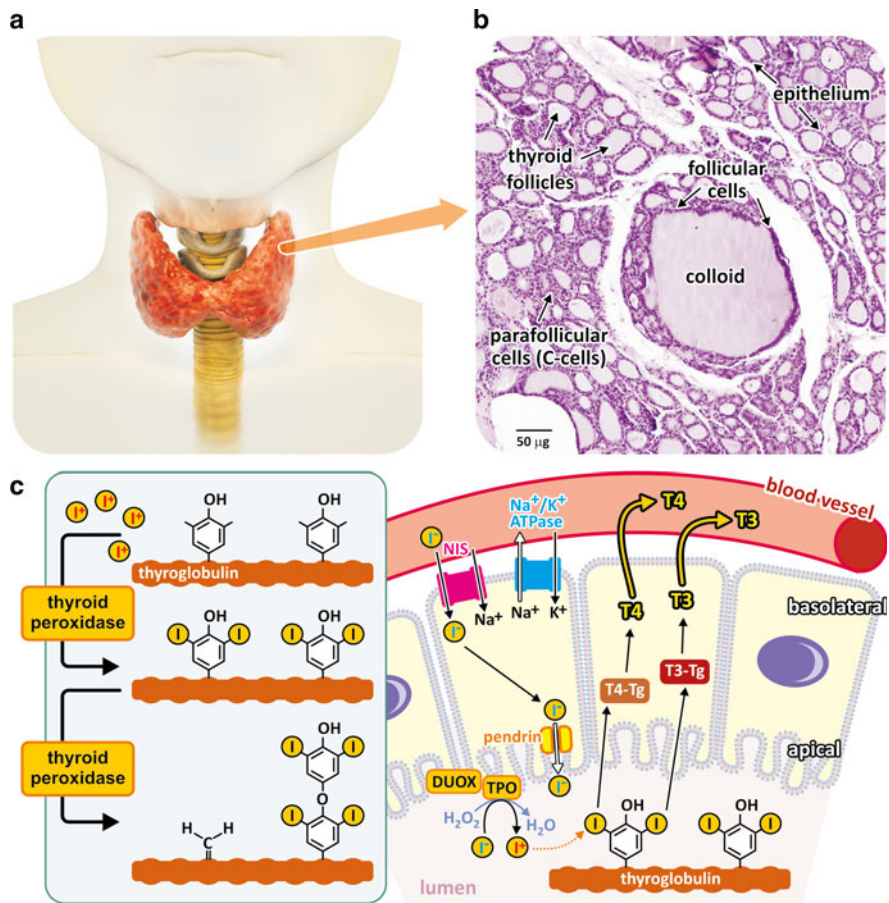 a
b
epithelium
thyroid
follicles
follicular
cells
colloid
parafollicular
cells (C-cells)
50 µg
c
I+
I+
I+
I+
OH
OH
thyroglobulin
thyroid
peroxidase
OH
OH
I
I
I
I
thyroid
peroxidase
OH
I
I
O
I
I
H
H
C
blood vessel
Na+/K+
ATPase
T4
T3
I-
NIS
Na+
Na+
K+
I-
T4
T3
basolateral
T4-Tg
T3-Tg
I-
pendrin
apical
I-
DUOX
TPO
H2O2
H2O
I-
I+
OH
OH
I
I
I
I
thyroglobulin
lumen